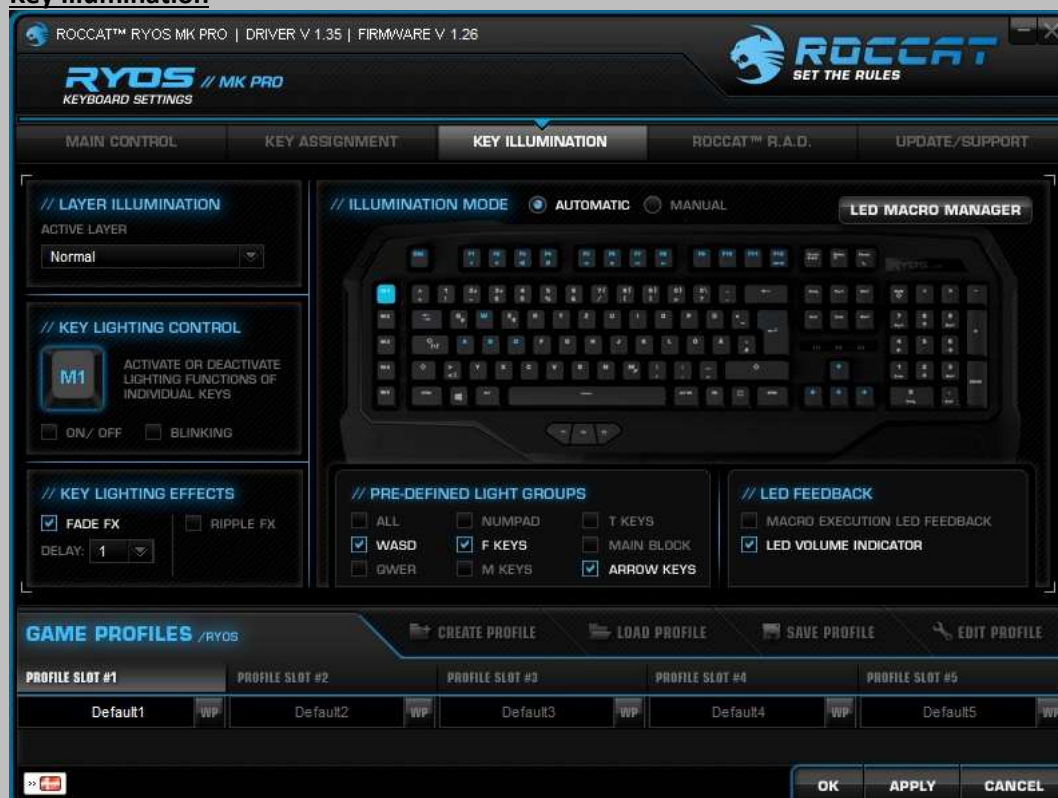 Key Illumination
ROCCAT™ RYOS MK PRO | DRIVER V 1.35 | FIRMWARE V 1.26
ROCCAT
SET THE RULES
RYOS // MK PRO
KEYBOARD SETTINGS
MAIN CONTROL KEY ASSIGNMENT KEY ILLUMINATION ROCCAT™ R.A.D. UPDATE/SUPPORT
// LAYER ILLUMINATION
ACTIVE LAYER
Normal
// KEY LIGHTING CONTROL
M1
ACTIVATE OR DEACTIVATE
LIGHTING FUNCTIONS OF
INDIVIDUAL KEYS
ON/ OFF BLINKING
// KEY LIGHTING EFFECTS
FADE FX RIPPLE FX
DELAY: 1
// ILLUMINATION MODE AUTOMATIC MANUAL
LED MACRO MANAGER
// PRE-DEFINED LIGHT GROUPS
ALL NUMPAD T KEYS
WASD F KEYS MAIN BLOCK
QWER M KEYS ARROW KEYS
// LED FEEDBACK
MACRO EXECUTION LED FEEDBACK
LED VOLUME INDICATOR
GAME PROFILES /RYOS
CREATE PROFILE LOAD PROFILE SAVE PROFILE EDIT PROFILE
PROFILE SLOT #1 PROFILE SLOT #2 PROFILE SLOT #3 PROFILE SLOT #4 PROFILE SLOT #5
Default1 WP Default2 WP Default3 WP Default4 WP Default5
»
OK APPLY CANCEL